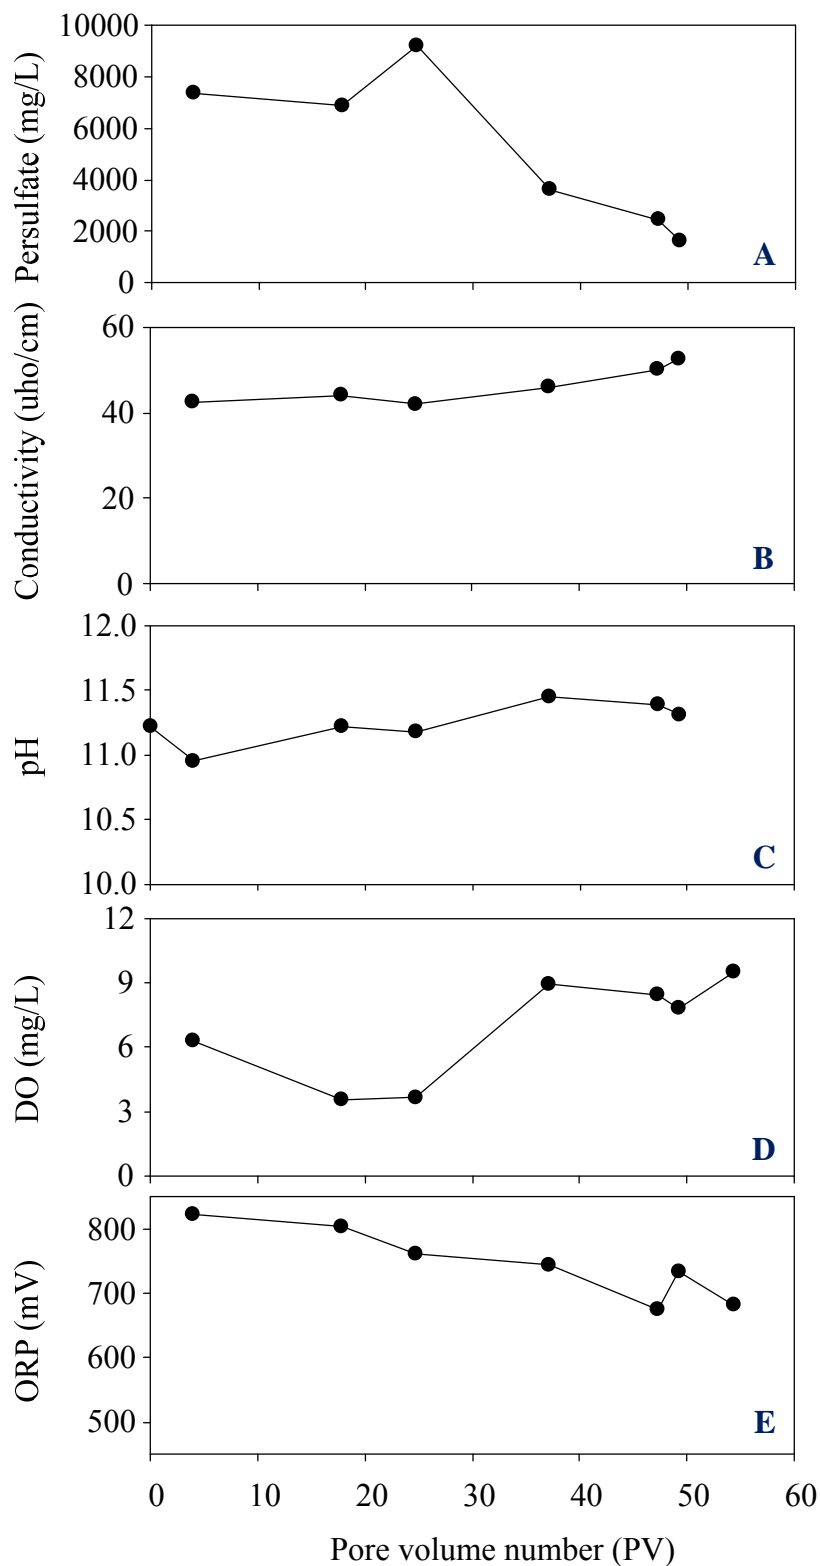 Persulfate (mg/L)
10000
8000
6000
4000
2000
0
A
Conductivity (uho/cm)
60
40
20
0
B
pH
12.0
11.5
11.0
10.5
10.0
C
DO (mg/L)
12
9
6
3
0
D
ORP (mV)
800
700
600
500
E
0 10 20 30 40 50 60
Pore volume number (PV)